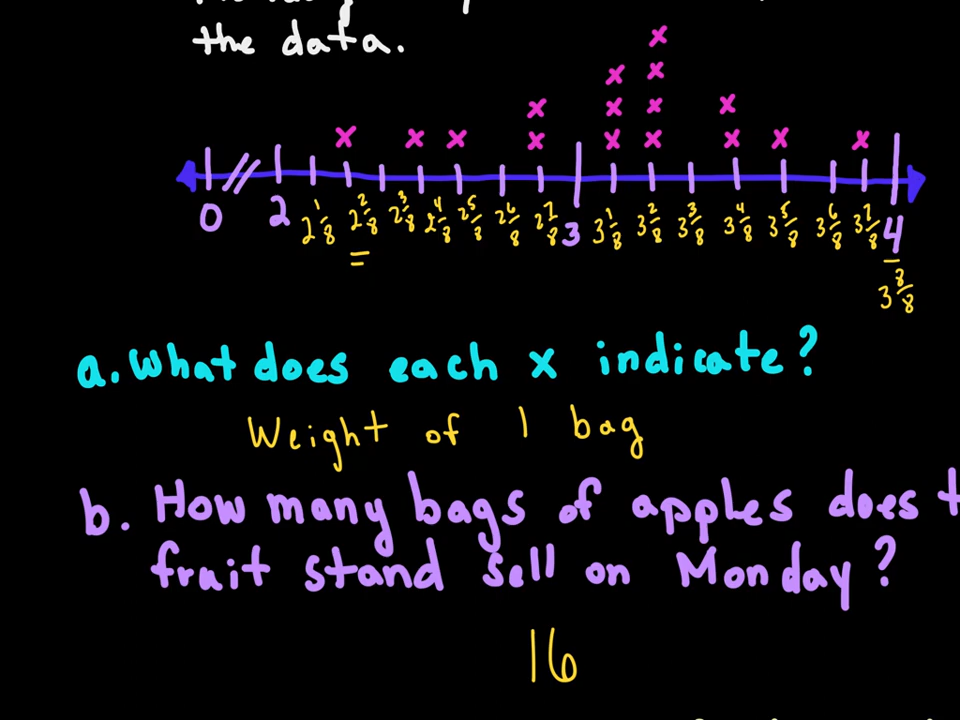 the data.
x
x x
x x x x
x x x x x
x x x x x x x x x
0 2 2 1/8 2 2/8 2 3/8 2 4/8 2 5/8 2 6/8 2 7/8 3 3 1/8 3 2/8 3 3/8 3 4/8 3 5/8 3 6/8 3 7/8 4
3 8/8
a. What does each x indicate?
Weight of 1 bag
b. How many bags of apples does t
fruit stand sell on Monday?
16